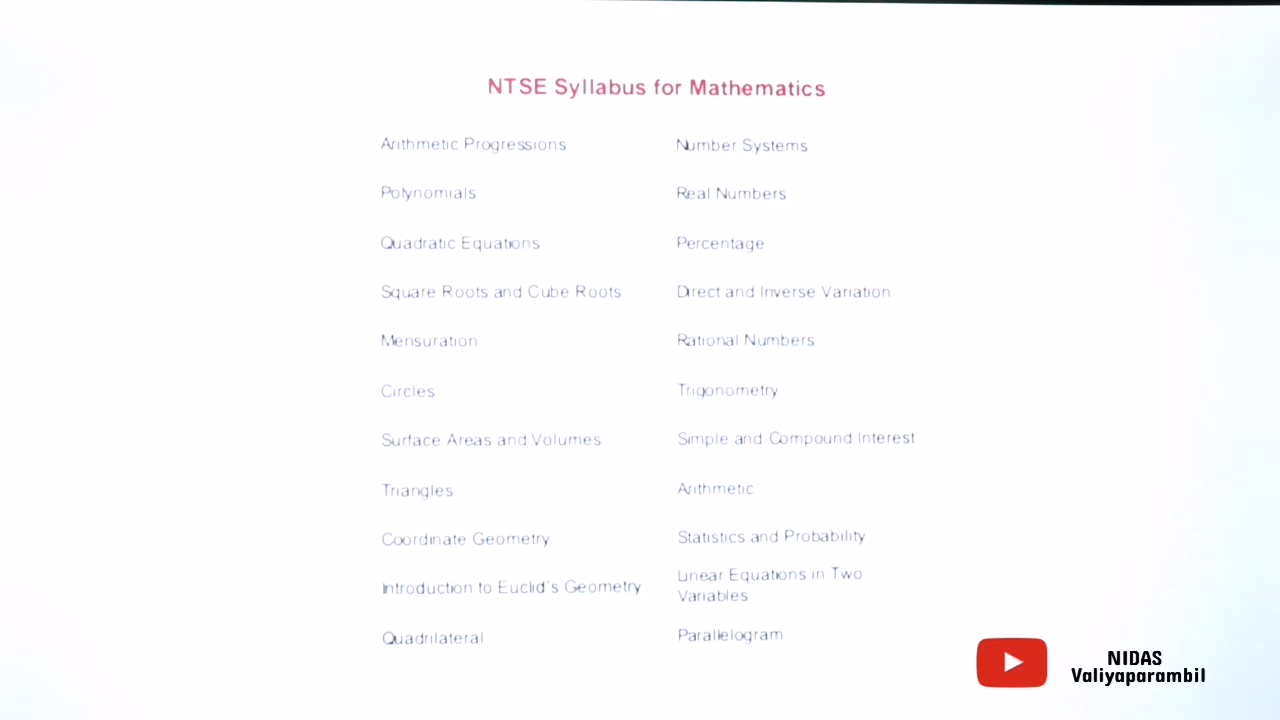 NTSE Syllabus for Mathematics
Arithmetic Progressions
Number Systems
Polynomials
Real Numbers
Quadratic Equations
Percentage
Square Roots and Cube Roots
Direct and Inverse Variation
Mensuration
Rational Numbers
Circles
Trigonometry
Surface Areas and Volumes
Simple and Compound Interest
Triangles
Arithmetic
Coordinate Geometry
Statistics and Probability
Introduction to Euclid's Geometry
Linear Equations in Two
Variables
Quadrilateral
Parallelogram
NIDAS
Valiyaparambil